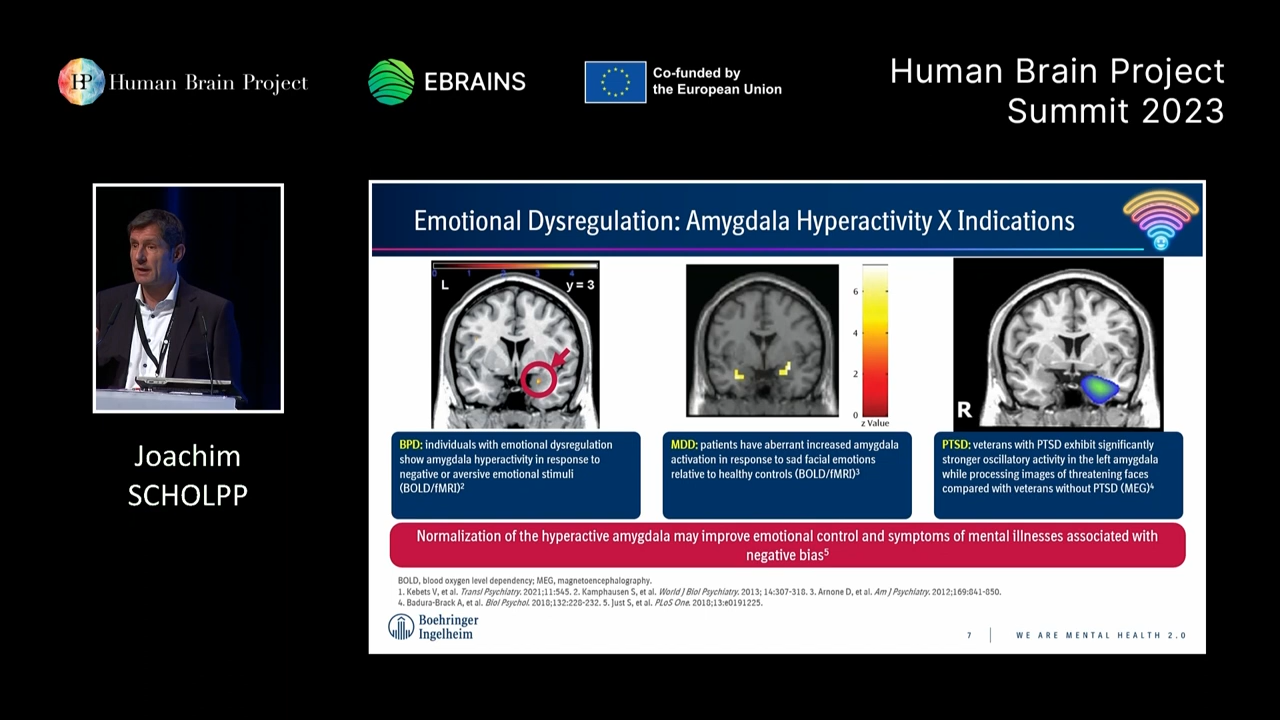 HP Human Brain Project
EBRAINS
Co-funded by
the European Union
Human Brain Project
Summit 2023
Joachim
SCHOLPP
Emotional Dysregulation: Amygdala Hyperactivity X Indications
0 1 2 3 4
L
y = 3
6
4
2
0
z Value
R
BPD: individuals with emotional dysregulation
show amygdala hyperactivity in response to
negative or aversive emotional stimuli
(BOLD/fMRI)2
MDD: patients have aberrant increased amygdala
activation in response to sad facial emotions
relative to healthy controls (BOLD/fMRI)3
PTSD: veterans with PTSD exhibit significantly
stronger oscillatory activity in the left amygdala
while processing images of threatening faces
compared with veterans without PTSD (MEG)4
Normalization of the hyperactive amygdala may improve emotional control and symptoms of mental illnesses associated with
negative bias5
BOLD, blood oxygen level dependency; MEG, magnetoencephalography.
1. Kebets V, et al. Transl Psychiatry. 2021;11:545. 2. Kamphausen S, et al. World J Biol Psychiatry. 2013; 14:307-318. 3. Arnone D, et al. Am J Psychiatry. 2012;169:841-850.
4. Badura-Brack A, et al. Biol Psychol. 2018;132:228-232. 5. Just S, et al. PLoS One. 2018;13:e0191225.
Boehringer
Ingelheim
7
WE ARE MENTAL HEALTH 2.0